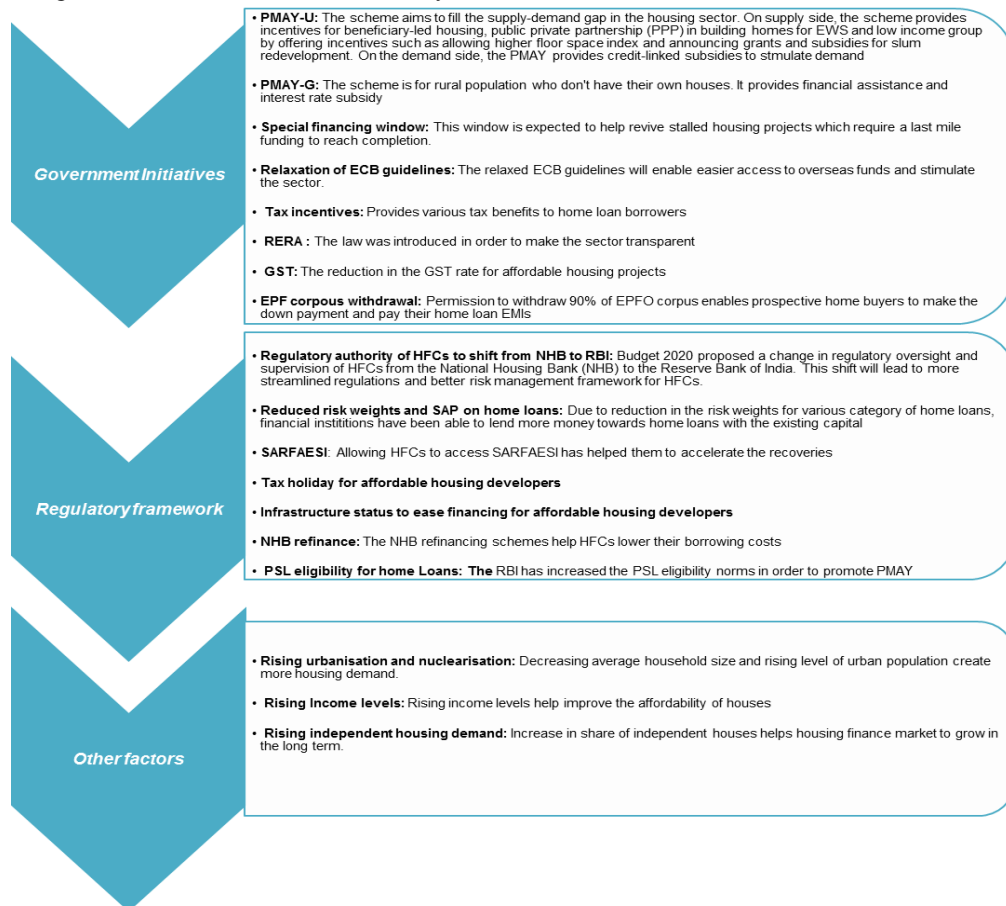 • PMAY-U: The scheme aims to fill the supply-demand gap in the housing sector. On supply side, the scheme provides
incentives for beneficiary-led housing, public private partnership (PPP) in building homes for EWS and low income group
by offering incentives such as allowing higher floor space index and announcing grants and subsidies for slum
redevelopment. On the demand side, the PMAY provides credit-linked subsidies to stmulate demand
• PMAY-G: The scheme is for rural population who don't have their own houses. It provides financial assistance and
interest rate subsidy
• Special financing window: This window is expected to help revive stalled housing projects which require a last mile
funding to reach completion.
Government Initiatives
• Relaxation of ECB guidelines: The relaxed ECB guidelines will enable easier access to overseas funds and stimulate
the sector.
• Tax incentives: Provides various tax benefits to home loan borrowers
• RERA : The law was introduced in order to make the sector transparent
• GST: The reduction in the GST rate for affordable housing projects
• EPF corpus withdrawal: Permission to withdraw 90% of EPFO corpus enables prospective home buyers to make the
down payment and pay their home loan EMIs
• Regulatory authority of HFCs to shift from NHB to RBI: Budget 2020 proposed a change in regulatory oversight and
supervision of HFCs from the National Housing Bank (NHB) to the Reserve Bank of India. This shift will lead to more
streamlined regulations and better risk management framework for HFCs.
• Reduced risk weights and SAP on home loans: Due to reduction in the risk weights for various category of home loans,
financial instititions have been able to lend more money towards home loans with the existing capital
• SARFAESI: Allowing HFCs to access SARFAESI has helped them to accelerate the recoveries
• Tax holiday for affordable housing developers
Regulatory framework
• Infrastructure status to ease financing for affordable housing developers
• NHB refinance: The NHB refinancing schemes help HFCs lower their borrowing costs
• PSL eligibility for home Loans: The RBI has increased the PSL eligibility norms in order to promote PMAY
• Rising urbanisation and nuclearisation: Decreasing average household size and rising level of urban population create
more housing demand.
• Rising Income levels: Rising income levels help improve the affordability of houses
• Rising independent housing demand: Increase in share of independent houses helps housing finance market to grow in
the long term.
Other factors